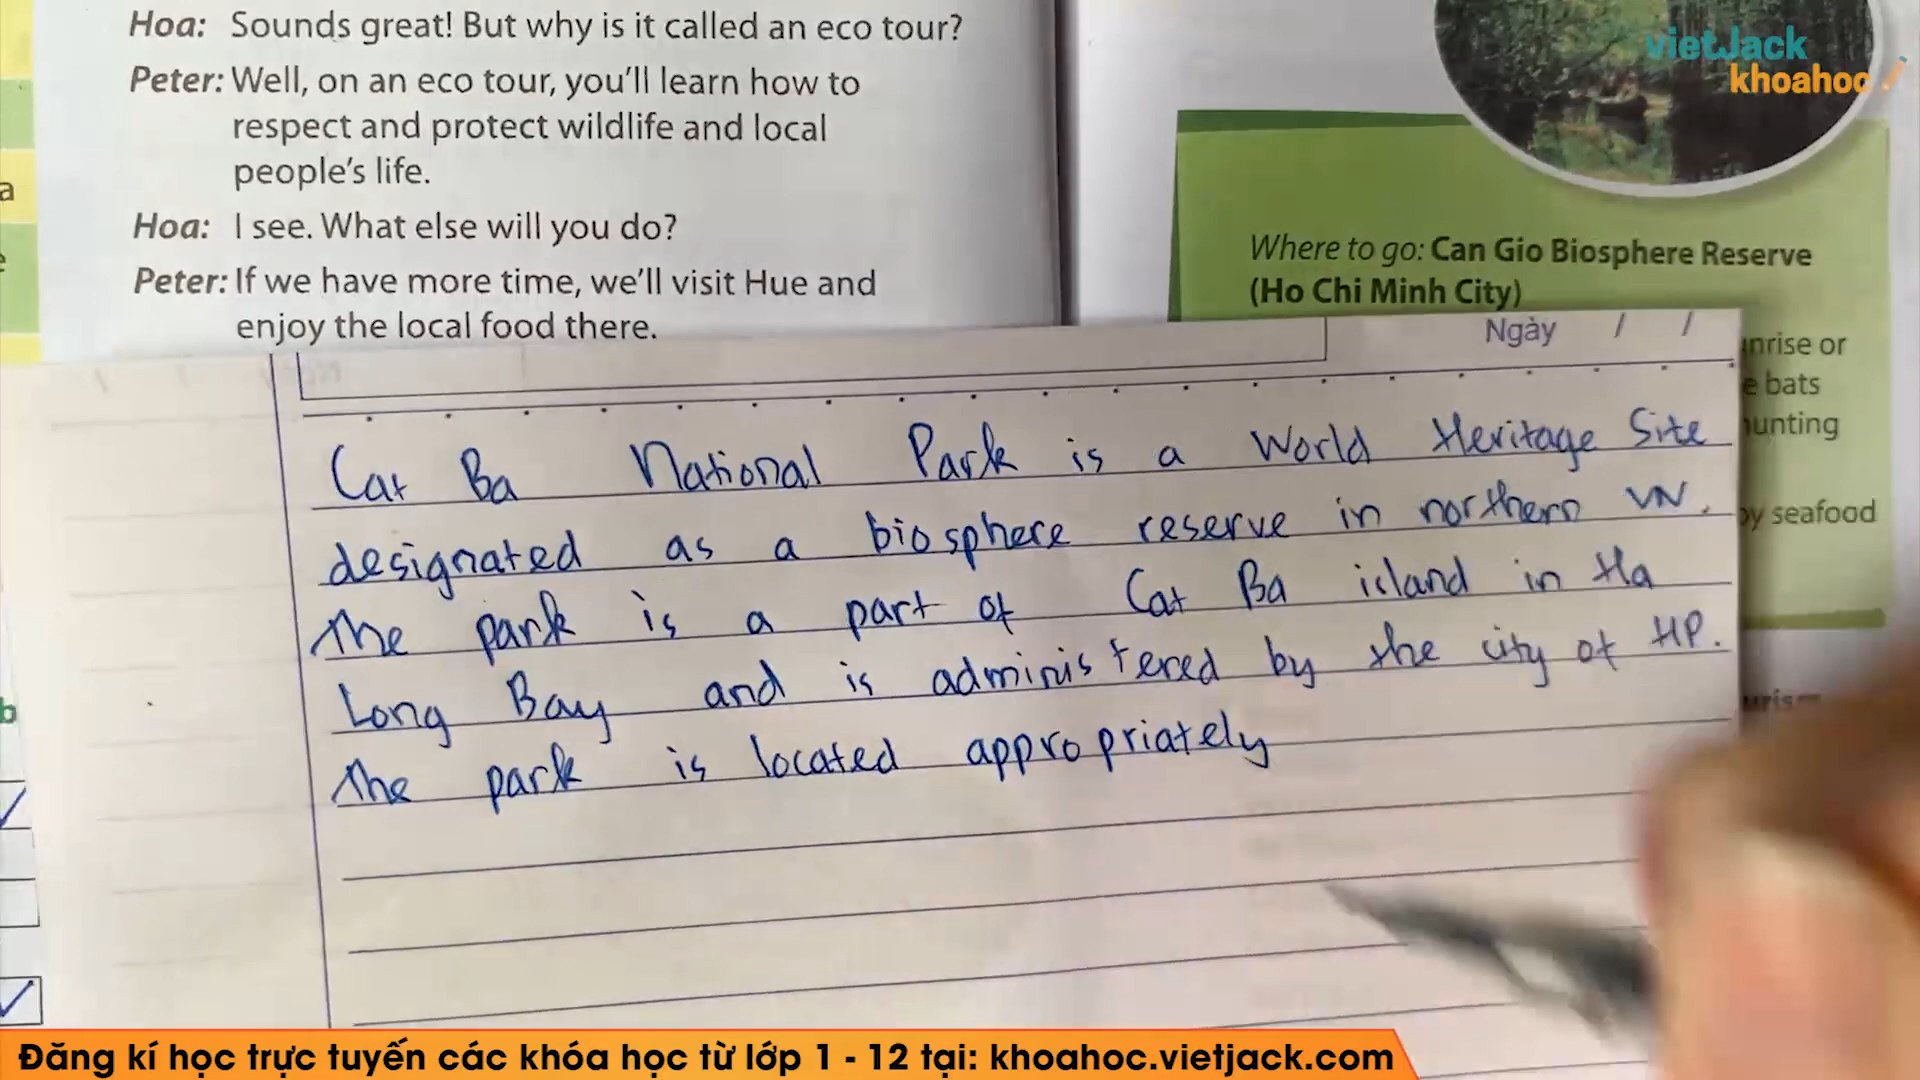 Hoa: Sounds great! But why is it called an eco tour?
Peter: Well, on an eco tour, you'll learn how to
respect and protect wildlife and local
people's life.
Hoa: I see. What else will you do?
Peter: If we have more time, we'll visit Hue and
enjoy the local food there.
vietJack
khoahoc
Where to go: Can Gio Biosphere Reserve
(Ho Chi Minh City)
or
bats
seafood
a
b
Ngày / /
Cat Ba National Park is a World Heritage Site
designated as a biosphere reserve in northern VN.
The park is a part of Cat Ba island in Ha
Long Bay and is administered by the city of HP.
The park is located appropriately
Đăng kí học trực tuyến các khóa học từ lớp 1 - 12 tại: khoahoc.vietjack.com